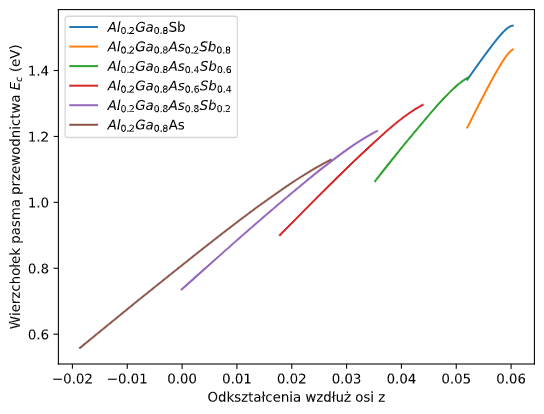 Al₀.₂Ga₀.₈Sb
Al₀.₂Ga₀.₈As₀.₂Sb₀.₈
Al₀.₂Ga₀.₈As₀.₄Sb₀.₆
Al₀.₂Ga₀.₈As₀.₆Sb₀.₄
Al₀.₂Ga₀.₈As₀.₈Sb₀.₂
Al₀.₂Ga₀.₈As
Wierzchołek pasma przewodnictwa E_c (eV)
1.4
1.2
1.0
0.8
0.6
−0.02 −0.01 0.00 0.01 0.02 0.03 0.04 0.05 0.06
Odkształcenia wzdłuż osi z